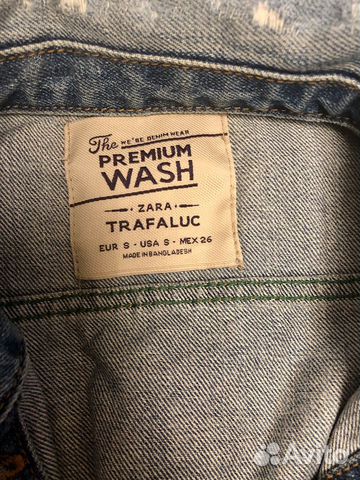 The WE'RE DENIM WEAR
PREMIUM
WASH
ZARA
TRAFALUC
EUR S - USA S - MEX 26
MADE IN BANGLADESH
Avito